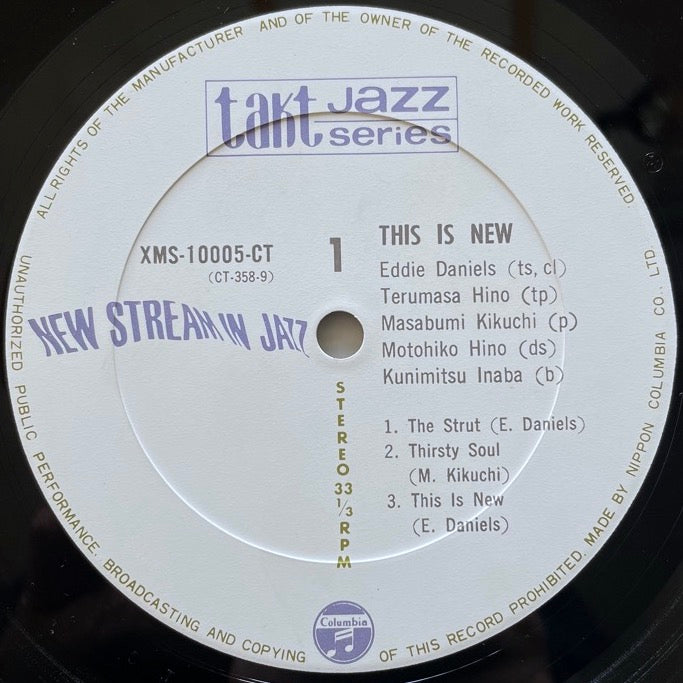 ALL RIGHTS OF THE MANUFACTURER AND OF THE OWNER OF THE RECORDED WORK RESERVED.
takt jazz
series
XMS-10005-CT
(CT-358-9)
1
THIS IS NEW
Eddie Daniels (ts, cl)
Terumasa Hino (tp)
Masabumi Kikuchi (p)
Motohiko Hino (ds)
Kunimitsu Inaba (b)
NEW STREAM IN JAZZ
STEREO 33 1/3 RPM
1. The Strut (E. Daniels)
2. Thirsty Soul
(M. Kikuchi)
3. This Is New
(E. Daniels)
Columbia
UNAUTHORIZED PUBLIC PERFORMANCE, BROADCASTING AND COPYING OF THIS RECORD PROHIBITED. MADE BY NIPPON COLUMBIA CO., LTD.